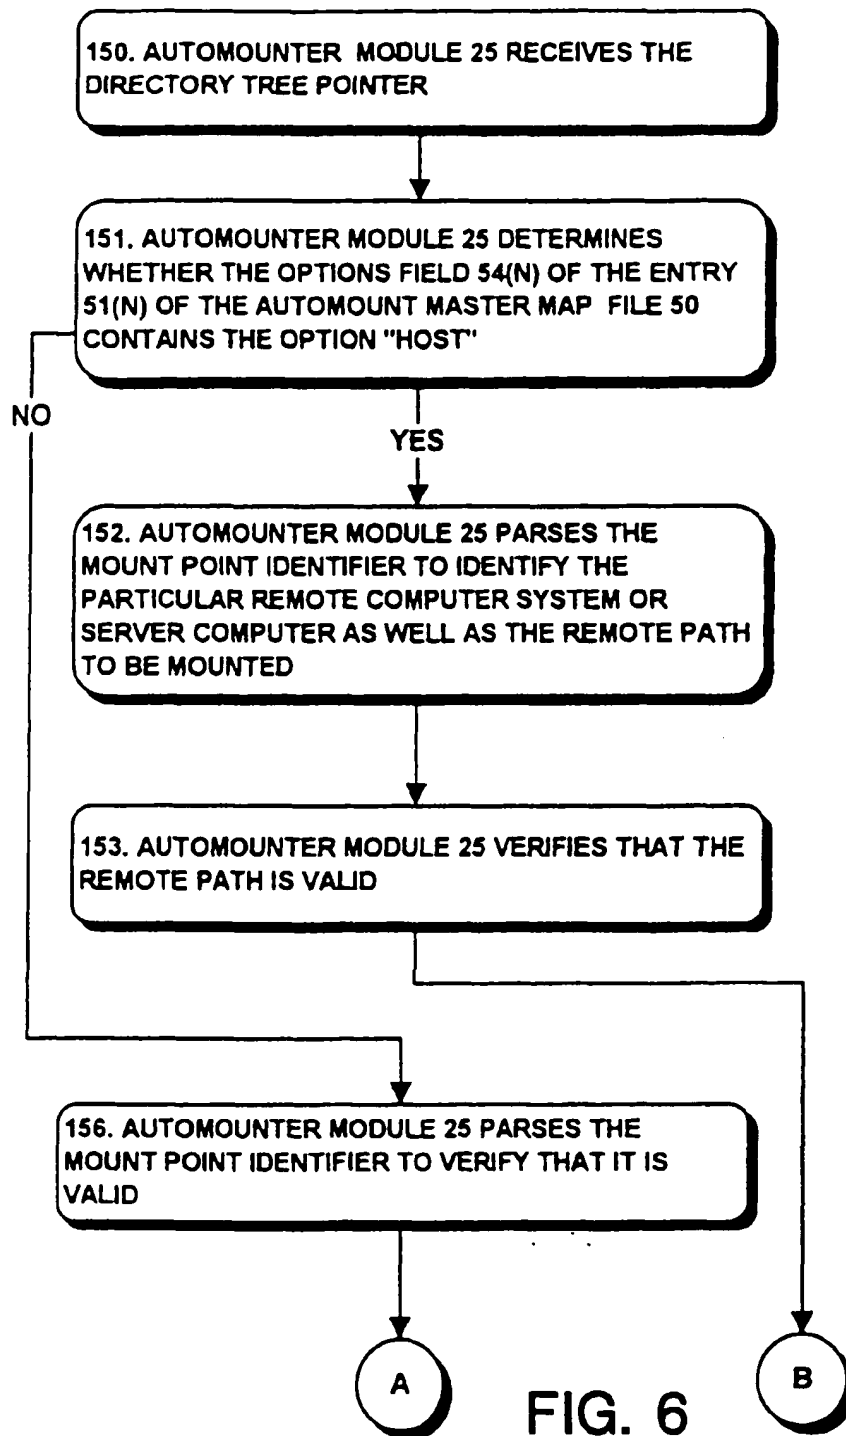 150. AUTOMOUNTER MODULE 25 RECEIVES THE
DIRECTORY TREE POINTER
151. AUTOMOUNTER MODULE 25 DETERMINES
WHETHER THE OPTIONS FIELD 54(N) OF THE ENTRY
51(N) OF THE AUTOMOUNT MASTER MAP FILE 50
CONTAINS THE OPTION "HOST"
NO
YES
152. AUTOMOUNTER MODULE 25 PARSES THE
MOUNT POINT IDENTIFIER TO IDENTIFY THE
PARTICULAR REMOTE COMPUTER SYSTEM OR
SERVER COMPUTER AS WELL AS THE REMOTE PATH
TO BE MOUNTED
153. AUTOMOUNTER MODULE 25 VERIFIES THAT THE
REMOTE PATH IS VALID
156. AUTOMOUNTER MODULE 25 PARSES THE
MOUNT POINT IDENTIFIER TO VERIFY THAT IT IS
VALID
A
B
FIG. 6